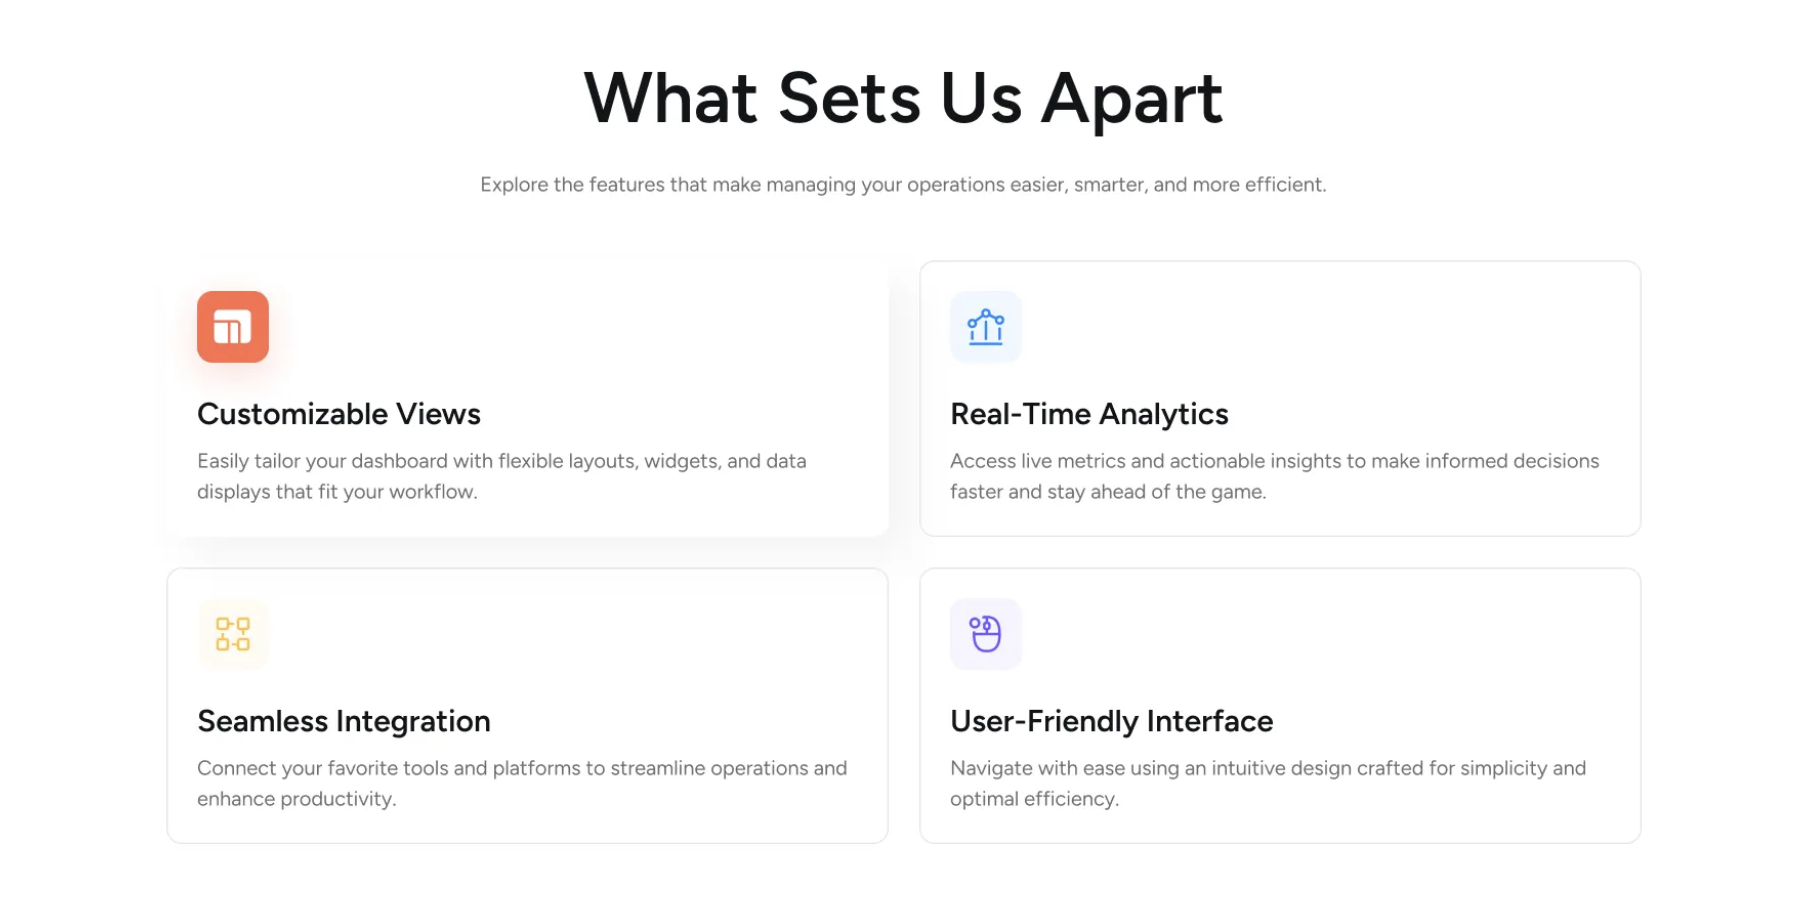 What Sets Us Apart
Explore the features that make managing your operations easier, smarter, and more efficient.
Customizable Views
Easily tailor your dashboard with flexible layouts, widgets, and data
displays that fit your workflow.
Real-Time Analytics
Access live metrics and actionable insights to make informed decisions
faster and stay ahead of the game.
Seamless Integration
Connect your favorite tools and platforms to streamline operations and
enhance productivity.
User-Friendly Interface
Navigate with ease using an intuitive design crafted for simplicity and
optimal efficiency.